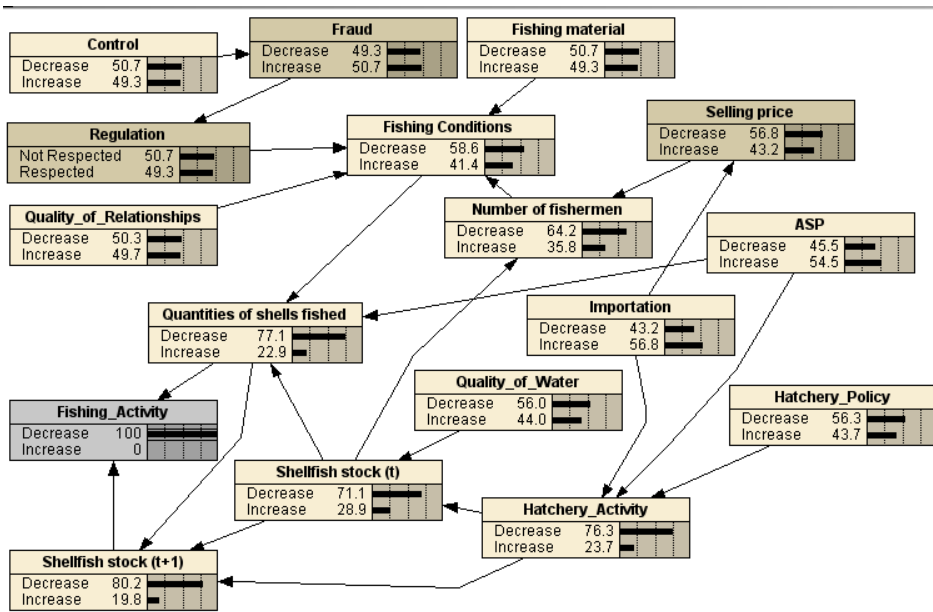 Control
Decrease 50.7
Increase 49.3
Fraud
Decrease 49.3
Increase 50.7
Fishing material
Decrease 50.7
Increase 49.3
Regulation
Not Respected 50.7
Respected 49.3
Fishing Conditions
Decrease 58.6
Increase 41.4
Selling price
Decrease 56.8
Increase 43.2
Quality_of_Relationships
Decrease 50.3
Increase 49.7
Number of fishermen
Decrease 64.2
Increase 35.8
ASP
Decrease 45.5
Increase 54.5
Quantities of shells fished
Decrease 77.1
Increase 22.9
Importation
Decrease 43.2
Increase 56.8
Fishing_Activity
Decrease 100
Increase 0
Quality_of_Water
Decrease 56.0
Increase 44.0
Hatchery_Policy
Decrease 56.3
Increase 43.7
Shellfish stock (t)
Decrease 71.1
Increase 28.9
Hatchery_Activity
Decrease 76.3
Increase 23.7
Shellfish stock (t+1)
Decrease 80.2
Increase 19.8